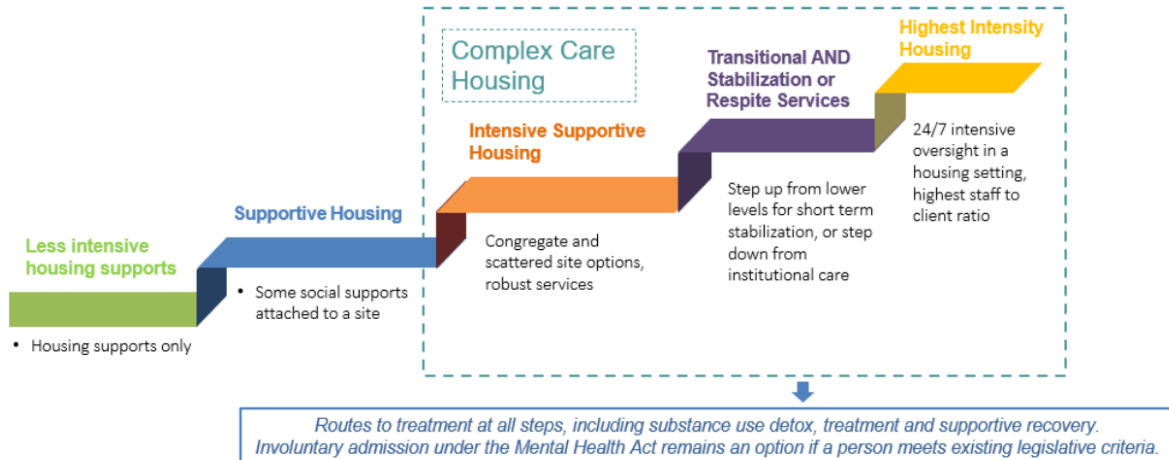 Less intensive
housing supports
• Housing supports only
Supportive Housing
• Some social supports
attached to a site
Complex Care
Housing
Intensive Supportive
Housing
Congregate and
scattered site options,
robust services
Transitional AND
Stabilization or
Respite Services
Step up from lower
levels for short term
stabilization, or step
down from
institutional care
Highest Intensity
Housing
24/7 intensive
oversight in a
housing setting,
highest staff to
client ratio
Routes to treatment at all steps, including substance use detox, treatment and supportive recovery.
Involuntary admission under the Mental Health Act remains an option if a person meets existing legislative criteria.